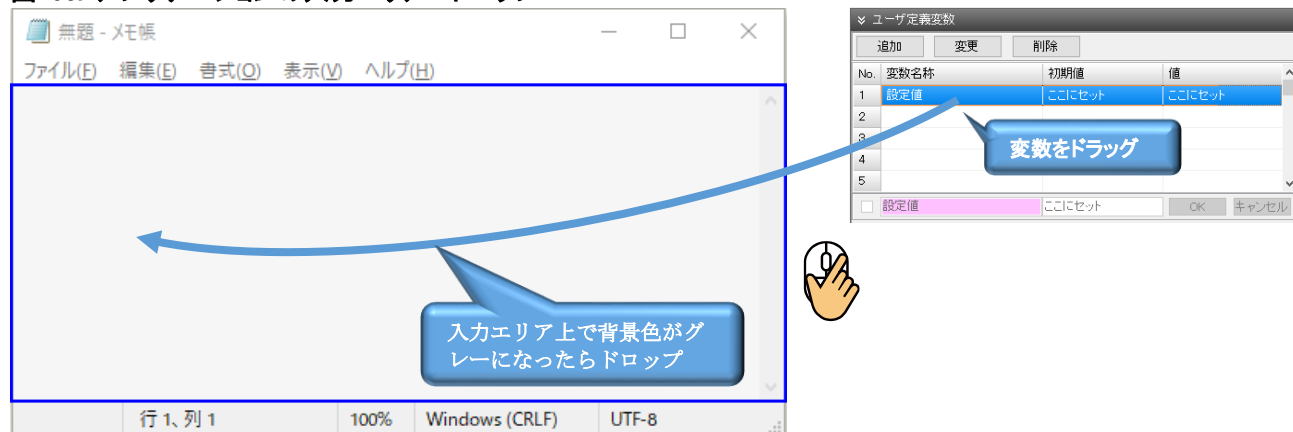 無題 - メモ帳
ファイル(F) 編集(E) 書式(O) 表示(V) ヘルプ(H)
入力エリア上で背景色がグ
レーになったらドロップ
行 1、列 1 100% Windows (CRLF) UTF-8
ユーザ定義変数
追加 変更 削除
No. 変数名称 初期値 値
1 設定値 ここにセット ここにセット
2
3
4
5
変数をドラッグ
設定値 ここにセット OK キャンセル